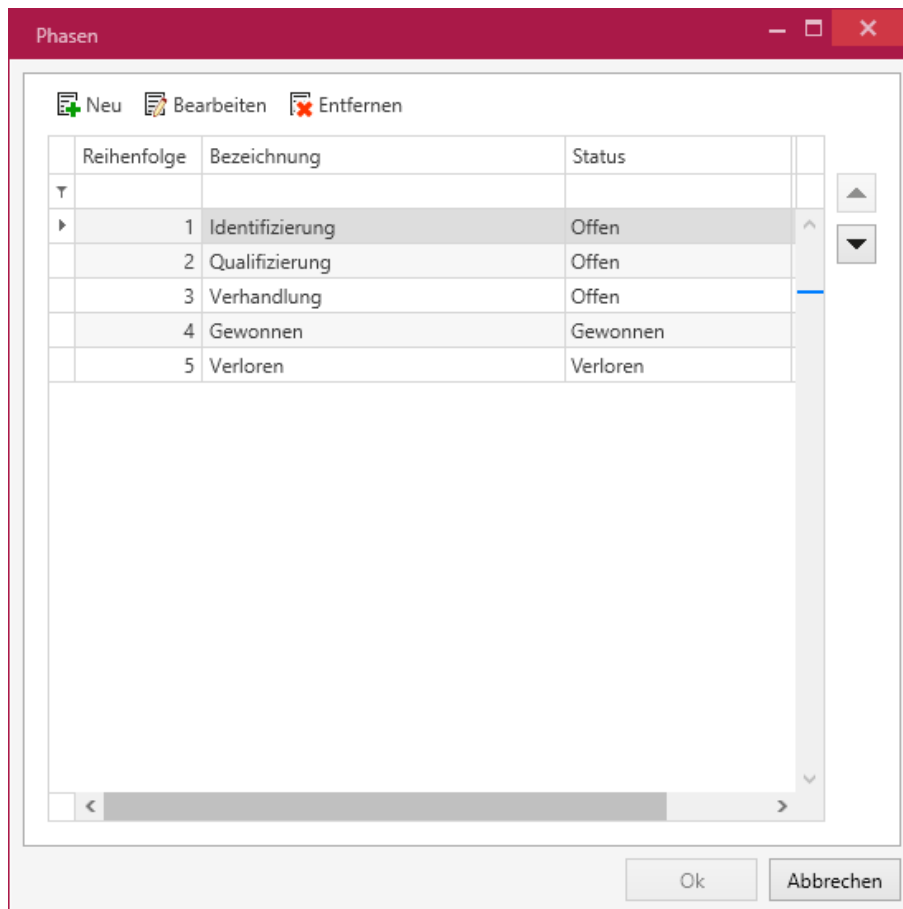 Phasen
Neu Bearbeiten Entfernen
Reihenfolge Bezeichnung Status
1 Identifizierung Offen
2 Qualifizierung Offen
3 Verhandlung Offen
4 Gewonnen Gewonnen
5 Verloren Verloren
Ok Abbrechen